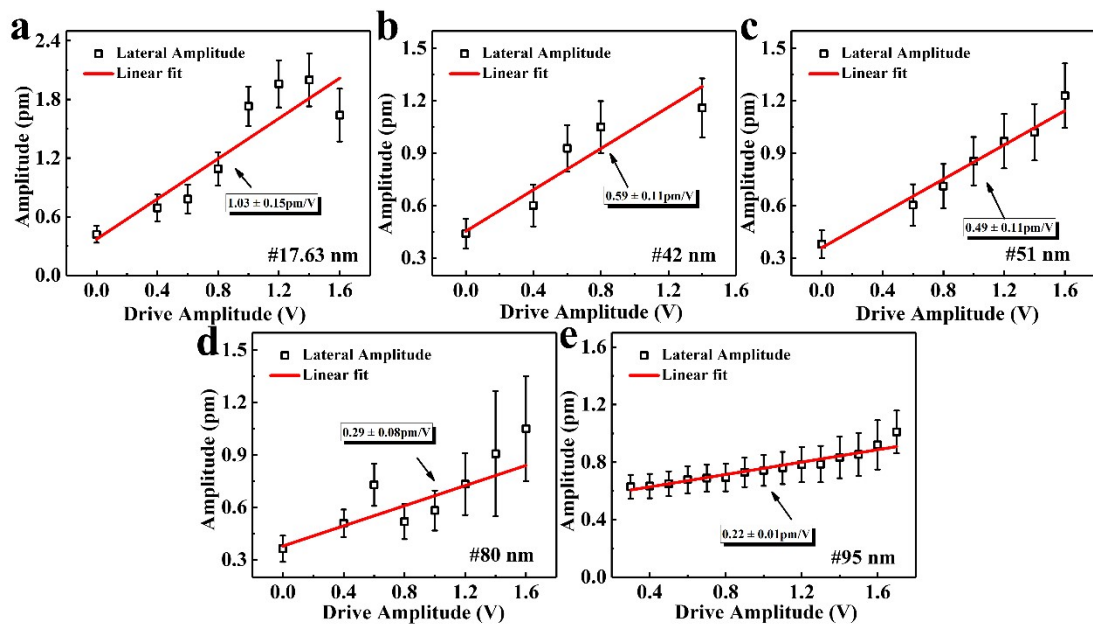 a
2.4
1.8
1.2
0.6
0.0
Amplitude (pm)
Lateral Amplitude
Linear fit
1.03 ± 0.15pm/V
#17.63 nm
0.0 0.4 0.8 1.2 1.6
Drive Amplitude (V)
b
1.5
1.2
0.9
0.6
0.3
Amplitude (pm)
Lateral Amplitude
Linear fit
0.59 ± 0.11pm/V
#42 nm
0.0 0.4 0.8 1.2 1.6
Drive Amplitude (V)
c
1.5
1.2
0.9
0.6
0.3
Amplitude (pm)
Lateral Amplitude
Linear fit
0.49 ± 0.11pm/V
#51 nm
0.0 0.4 0.8 1.2 1.6
Drive Amplitude (V)
d
1.5
1.2
0.9
0.6
0.3
Amplitude (pm)
Lateral Amplitude
Linear fit
0.29 ± 0.08pm/V
#80 nm
0.0 0.4 0.8 1.2 1.6
Drive Amplitude (V)
e
1.6
1.2
0.8
0.4
0.0
Amplitude (pm)
Lateral Amplitude
Linear fit
0.22 ± 0.01pm/V
#95 nm
0.4 0.8 1.2 1.6
Drive Amplitude (V)